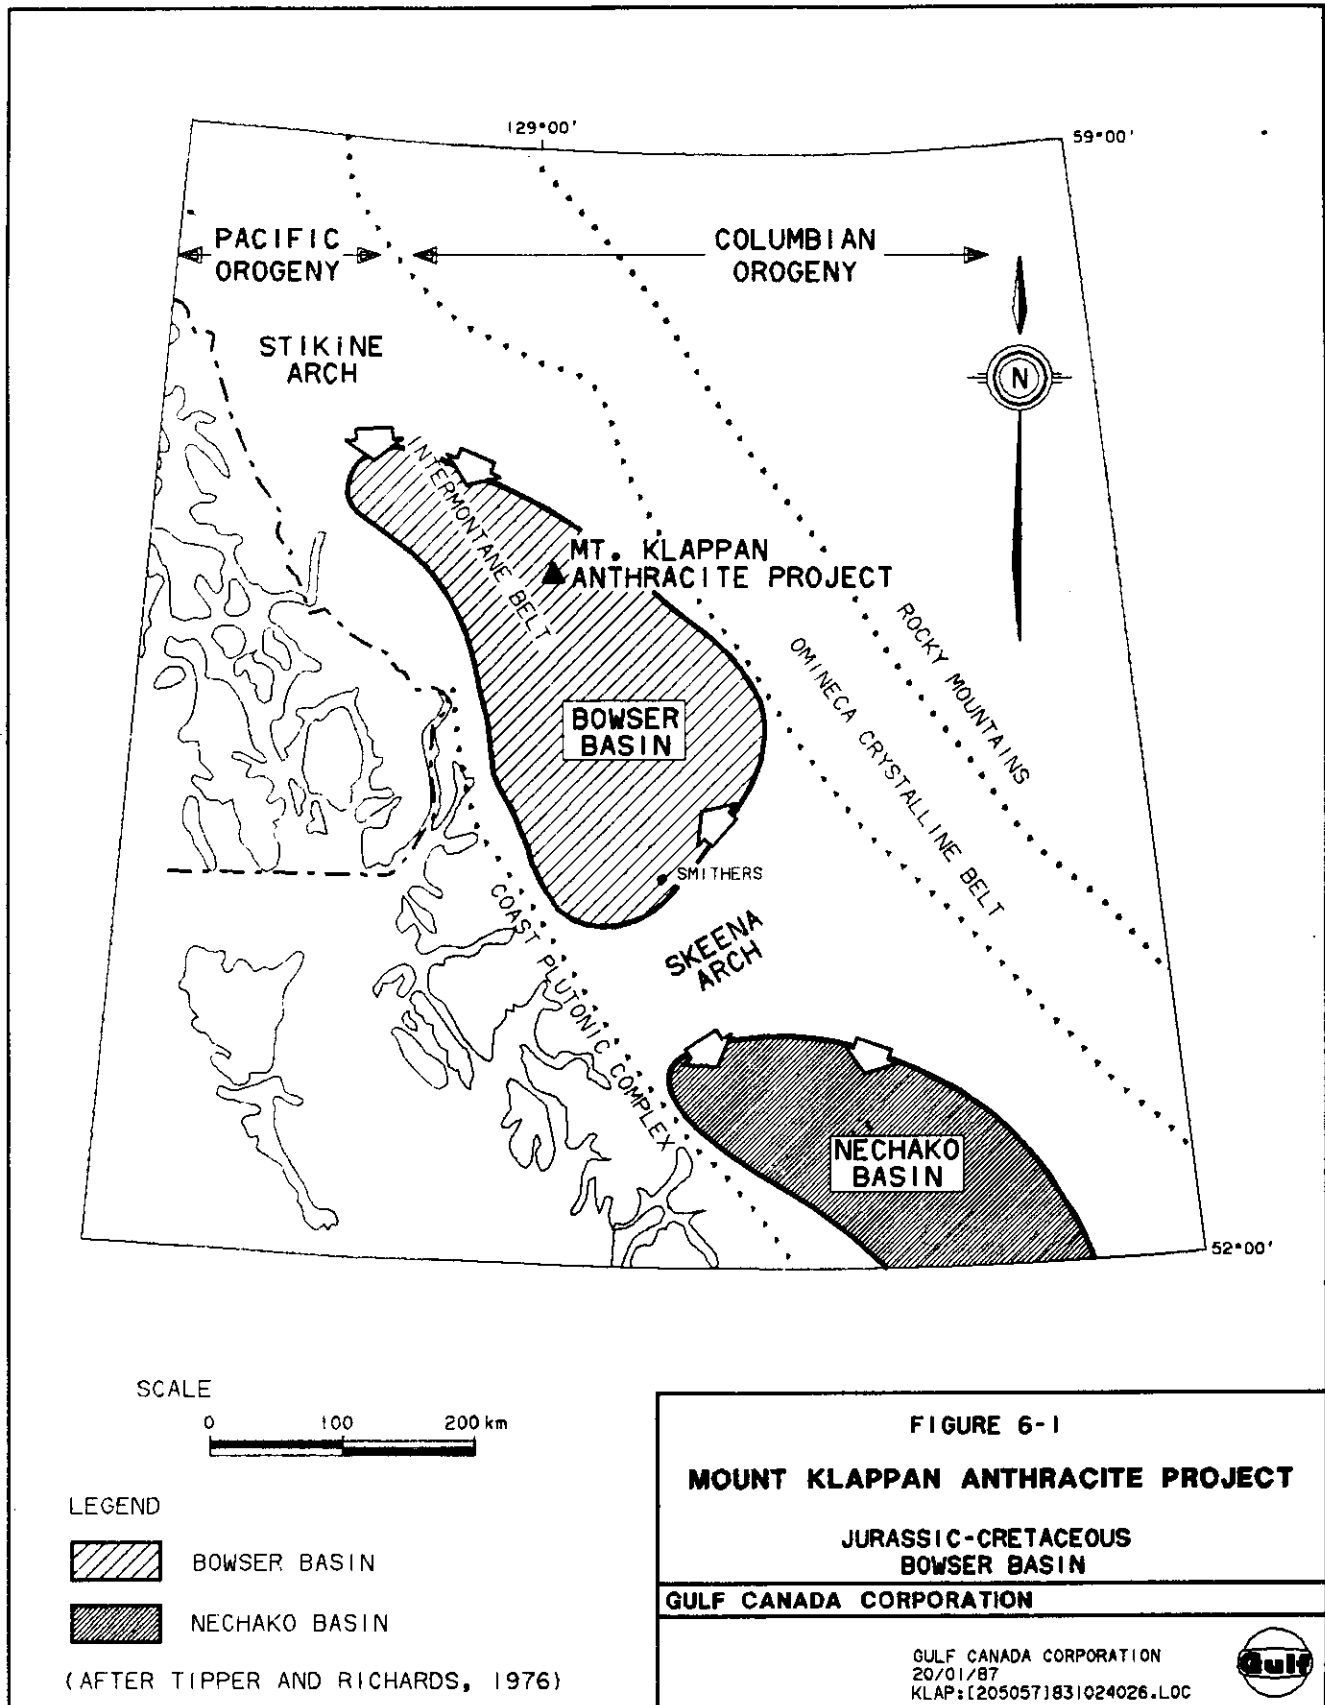 129°00'
59°00'
PACIFIC
OROGENY
COLUMBIAN
OROGENY
STIKINE
ARCH
N
INTERMONTANE BELT
MT. KLAPPAN
ANTHRACITE PROJECT
ROCKY MOUNTAINS
OMINECA CRYSTALLINE BELT
BOWSER
BASIN
SMITHERS
COAST PLUTONIC COMPLEX
SKEENA
ARCH
NECHAKO
BASIN
52°00'
SCALE
0 100 200 km
LEGEND
BOWSER BASIN
NECHAKO BASIN
(AFTER TIPPER AND RICHARDS, 1976)
FIGURE 6-1
MOUNT KLAPPAN ANTHRACITE PROJECT
JURASSIC-CRETACEOUS
BOWSER BASIN
GULF CANADA CORPORATION
GULF CANADA CORPORATION
20/01/87
KLAP:[205057]831024026.LOC
Gulf